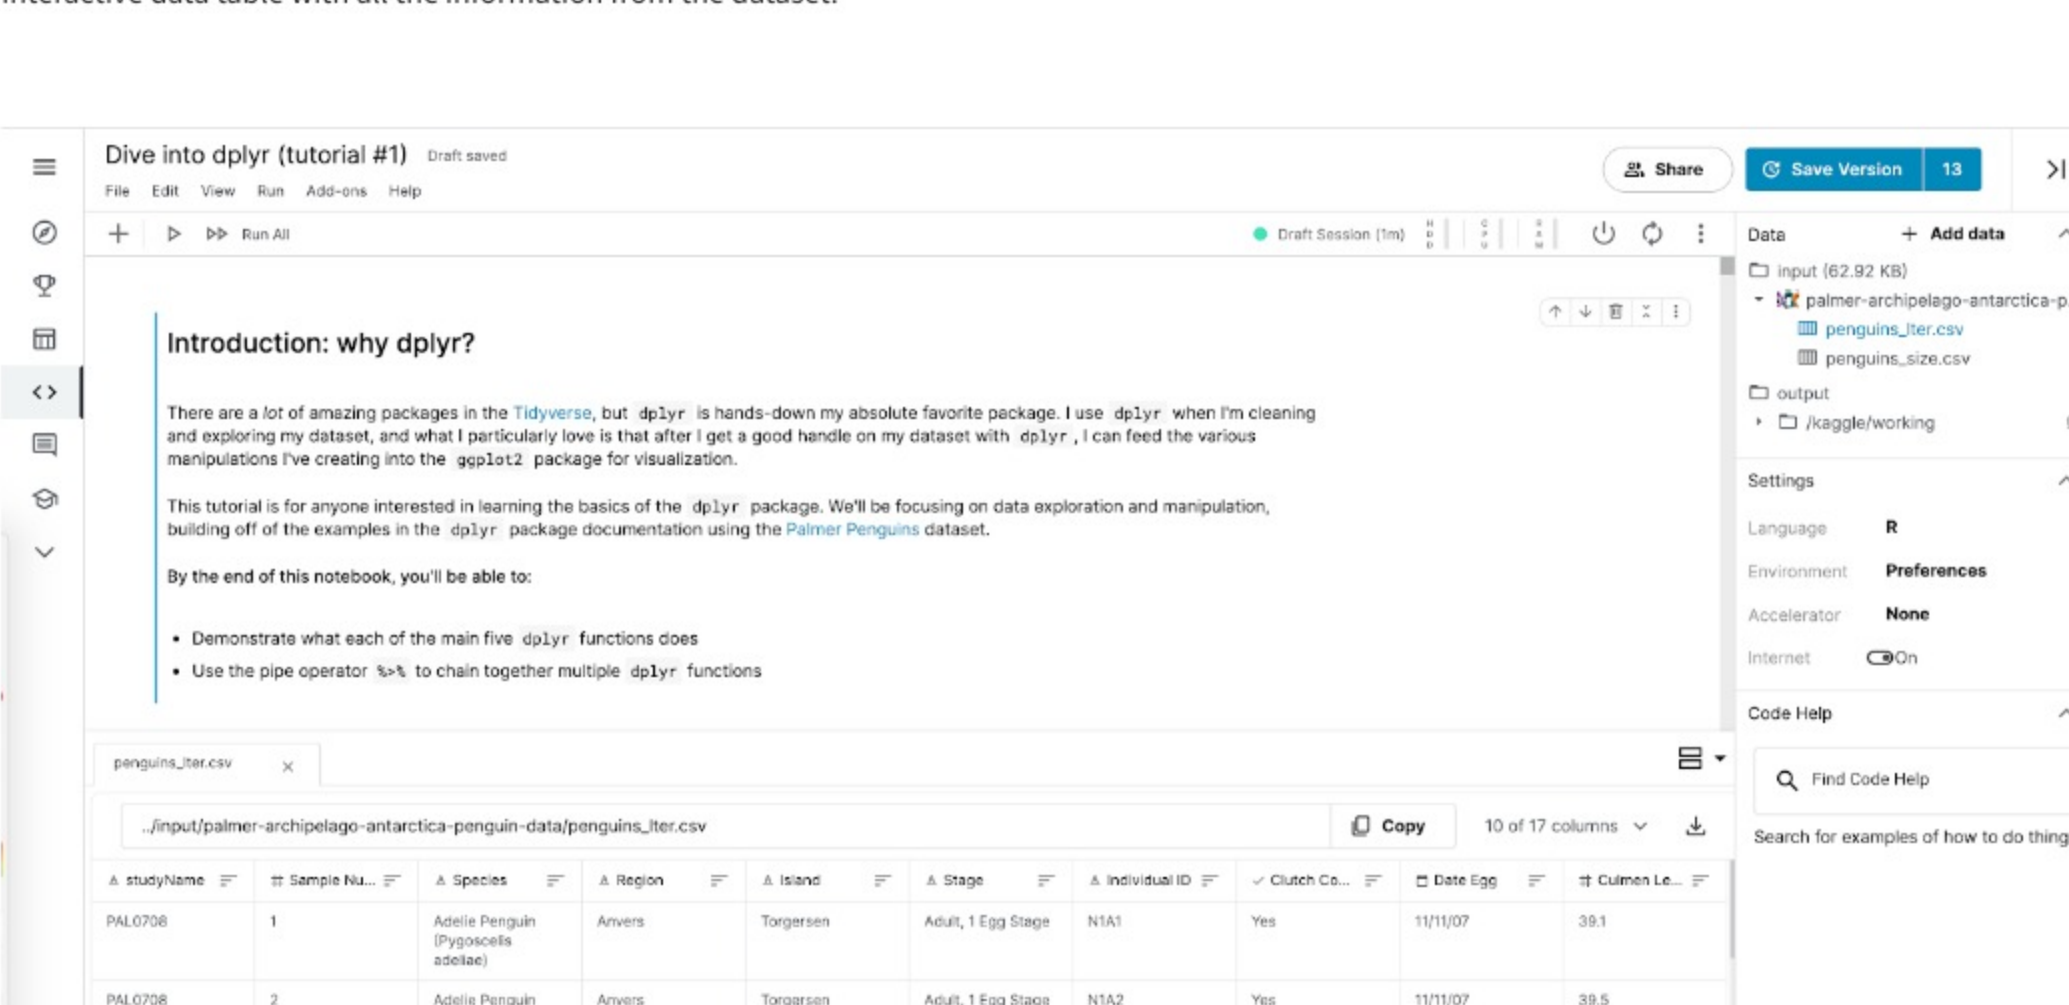 interactive data table with all the information from the dataset.
Dive into dplyr (tutorial #1) Draft saved
File Edit View Run Add-ons Help
Share
Save Version 13
Run All
Draft Session (1m)
HDD
CPU
RAM
Introduction: why dplyr?
There are a lot of amazing packages in the Tidyverse, but dplyr is hands-down my absolute favorite package. I use dplyr when I'm cleaning
and exploring my dataset, and what I particularly love is that after I get a good handle on my dataset with dplyr, I can feed the various
manipulations I've creating into the ggplot2 package for visualization.
This tutorial is for anyone interested in learning the basics of the dplyr package. We'll be focusing on data exploration and manipulation,
building off of the examples in the dplyr package documentation using the Palmer Penguins dataset.
By the end of this notebook, you'll be able to:
• Demonstrate what each of the main five dplyr functions does
• Use the pipe operator %>% to chain together multiple dplyr functions
Data + Add data
input (62.92 KB)
palmer-archipelago-antarctica-p
penguins_lter.csv
penguins_size.csv
output
/kaggle/working
Settings
Language R
Environment Preferences
Accelerator None
Internet On
Code Help
Find Code Help
Search for examples of how to do thing
penguins_lter.csv
../input/palmer-archipelago-antarctica-penguin-data/penguins_lter.csv
Copy
10 of 17 columns
studyName # Sample Nu... Species Region Island Stage Individual ID Clutch Co... Date Egg # Culmen Le...
PAL0708 1 Adelie Penguin Anvers Torgersen Adult, 1 Egg Stage N1A1 Yes 11/11/07 39.1
(Pygoscelis
adeliae)
PAL0708 2 Adelie Penguin Anvers Torgersen Adult, 1 Egg Stage N1A2 Yes 11/11/07 39.5